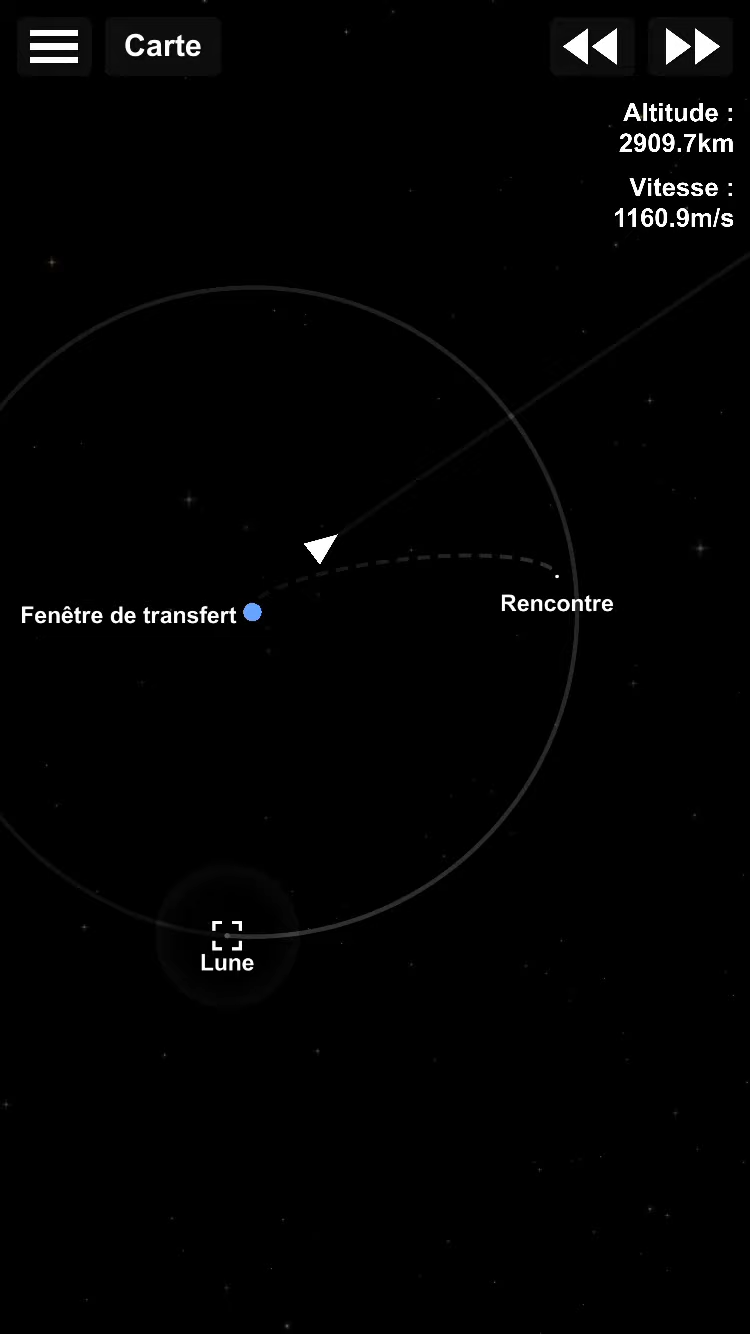 Carte
Altitude :
2909.7km
Vitesse :
1160.9m/s
Rencontre
Fenêtre de transfert
Lune